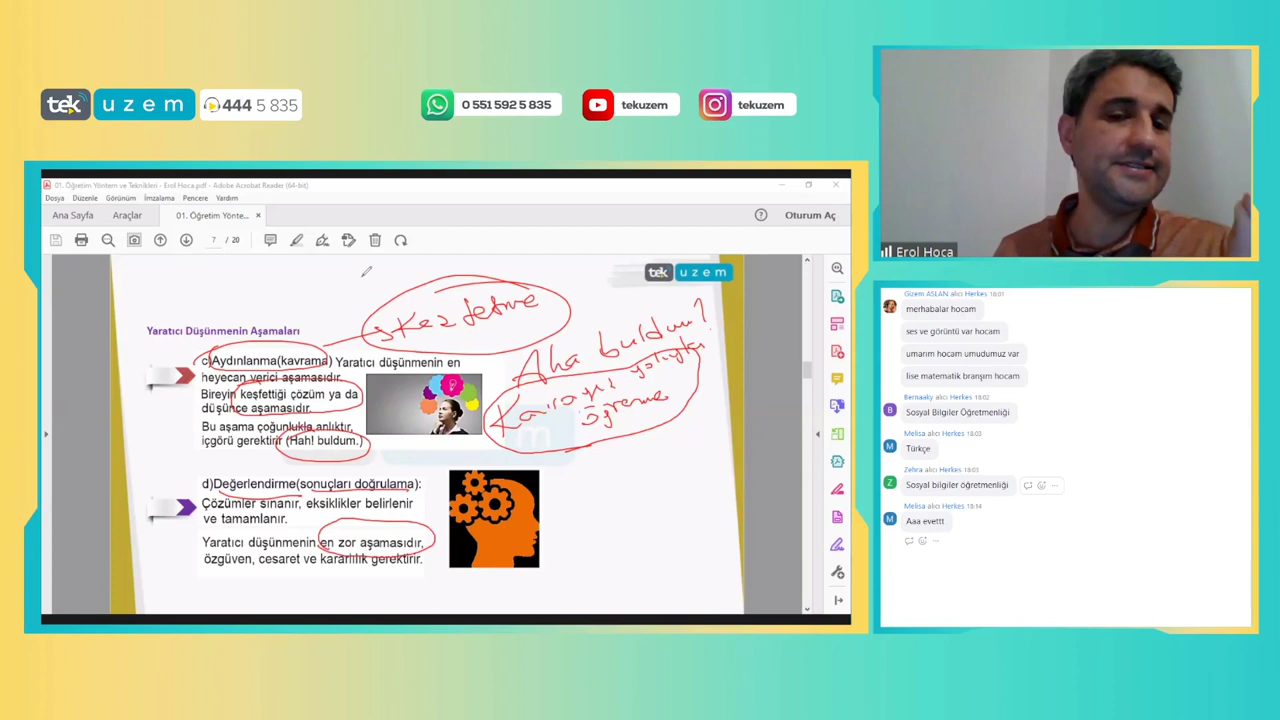 tek uzem 444 5 835
0 551 592 5 835
tekuzem
tekuzem
01. Öğretim Yöntem ve Teknikleri - Erol Hoca.pdf - Adobe Acrobat Reader (64-bit)
Dosya Düzenle Görünüm İmzalama Pencere Yardım
Ana Sayfa Araçlar 01. Öğretim Yönte... × Oturum Aç
7 / 20
tek uzem
Yaratıcı Düşünmenin Aşamaları
Keşfetme
Aha buldum!
Kavrama yoluyla
öğrenme
c)Aydınlanma(kavrama) Yaratıcı düşünmenin en
heyecan verici aşamasıdır.
Bireyin keşfettiği çözüm ya da
düşünce aşamasıdır.
Bu aşama çoğunlukla anlıktır,
içgörü gerektirir (Hah! buldum.)
d)Değerlendirme(sonuçları doğrulama):
Çözümler sınanır, eksiklikler belirlenir
ve tamamlanır.
Yaratıcı düşünmenin en zor aşamasıdır,
özgüven, cesaret ve kararlılık gerektirir.
Erol Hoca
Gizem ASLAN alıcı Herkes 18:01
merhabalar hocam
ses ve görüntü var hocam
umarım hocam umudumuz var
lise matematik branşım hocam
Bernaaky alıcı Herkes 18:02
B
Sosyal Bilgiler Öğretmenliği
Melisa alıcı Herkes 18:03
M
Türkçe
Zehra alıcı Herkes 18:03
Z
Sosyal bilgiler öğretmenliği
Melisa alıcı Herkes 18:14
M
Aaa evettt